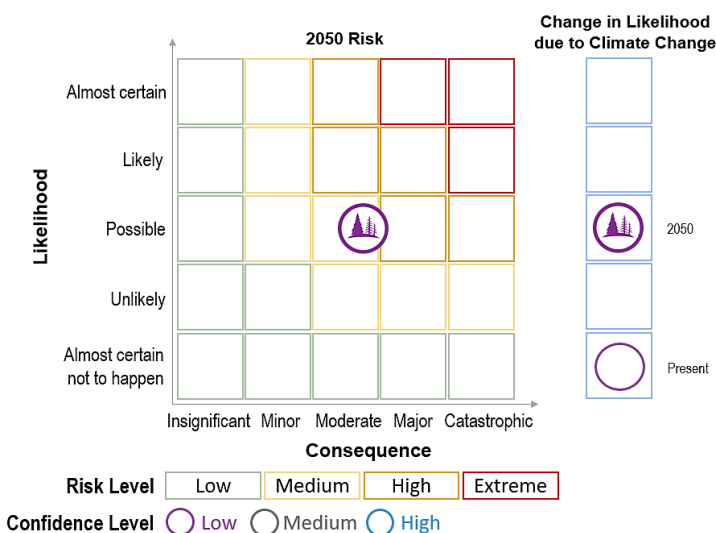 Change in Likelihood
due to Climate Change
2050 Risk
Almost certain
Likely
Possible
2050
Unlikely
Almost certain
not to happen
Present
Likelihood
Insignificant Minor Moderate Major Catastrophic
Consequence
Risk Level Low Medium High Extreme
Confidence Level Low Medium High